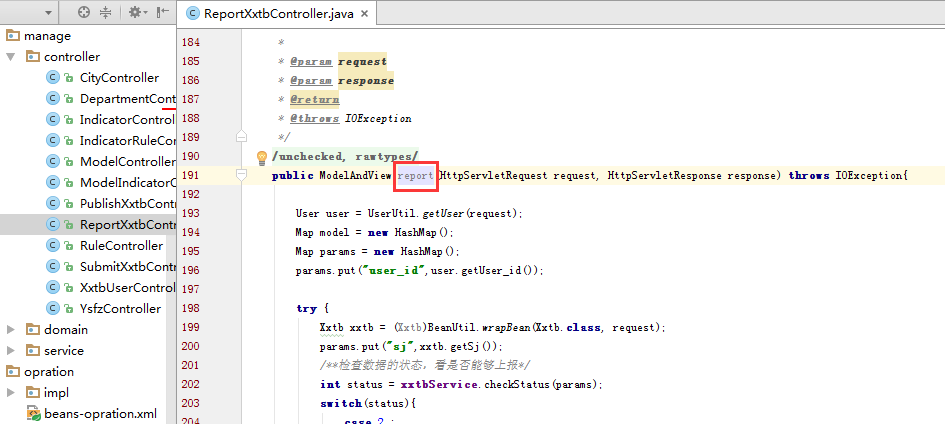 manage
controller
CityController
DepartmentCont
IndicatorControl
IndicatorRuleCon
ModelController
ModelIndicatorC
PublishXxtbCont
ReportXxtbContr
RuleController
SubmitXxtbCont
XxtbUserControl
YsfzController
domain
service
opration
impl
beans-opration.xml
ReportXxtbController.java ×
184 *
185 * @param request
186 * @param response
187 * @return
188 * @throws IOException
189 */
190 /unchecked, rawtypes/
191 public ModelAndView report(HttpServletRequest request, HttpServletResponse response) throws IOException{
192
193 User user = UserUtil.getUser(request);
194 Map model = new HashMap();
195 Map params = new HashMap();
196 params.put("user_id",user.getUser_id());
197
198 try {
199 Xxtb xxtb = (Xxtb)BeanUtil.wrapBean(Xxtb.class, request);
200 params.put("sj",xxtb.getSj());
201 /**检查数据的状态，看是否能够上报*/
202 int status = xxtbService.checkStatus(params);
203 switch(status){
204 case 2 :